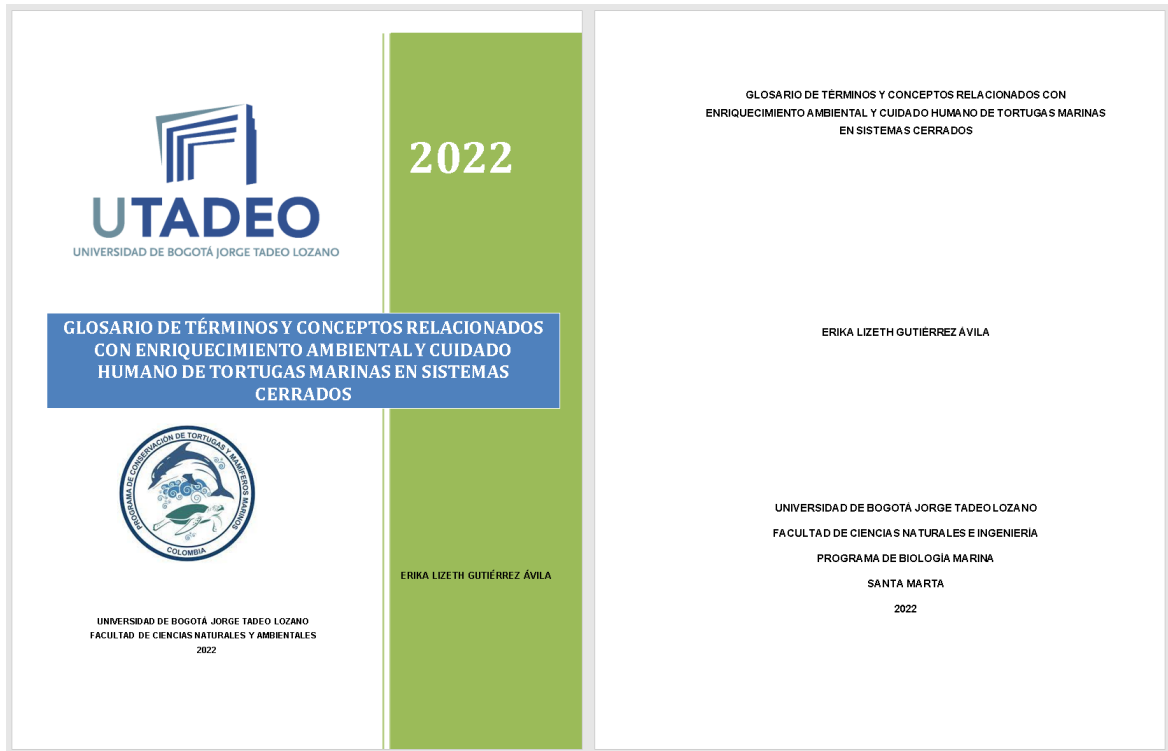 2022
UTADEO
UNIVERSIDAD DE BOGOTÁ JORGE TADEO LOZANO
GLOSARIO DE TÉRMINOS Y CONCEPTOS RELACIONADOS
CON ENRIQUECIMIENTO AMBIENTAL Y CUIDADO
HUMANO DE TORTUGAS MARINAS EN SISTEMAS
CERRADOS
PROGRAMA DE CONSERVACIÓN DE TORTUGAS Y MAMÍFEROS MARINOS
COLOMBIA
ERIKA LIZETH GUTIÉRREZ ÁVILA
UNIVERSIDAD DE BOGOTÁ JORGE TADEO LOZANO
FACULTAD DE CIENCIAS NATURALES Y AMBIENTALES
2022
GLOSARIO DE TÉRMINOS Y CONCEPTOS RELACIONADOS CON
ENRIQUECIMIENTO AMBIENTAL Y CUIDADO HUMANO DE TORTUGAS MARINAS
EN SISTEMAS CERRADOS
ERIKA LIZETH GUTIÉRREZ ÁVILA
UNIVERSIDAD DE BOGOTÁ JORGE TADEO LOZANO
FACULTAD DE CIENCIAS NATURALES E INGENIERÍA
PROGRAMA DE BIOLOGÍA MARINA
SANTA MARTA
2022